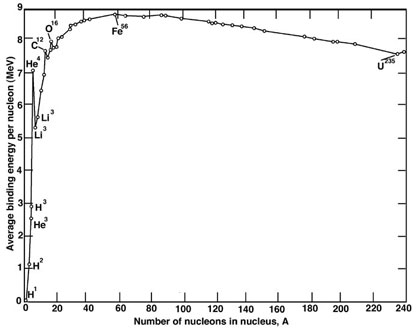 9
8
7
6
5
4
3
2
1
0
Average binding energy per nucleon (MeV)
O16
C12
He4
Li3
Li3
H3
He3
H2
H1
Fe56
U235
0 20 40 60 80 100 120 140 160 180 200 220 240
Number of nucleons in nucleus, A